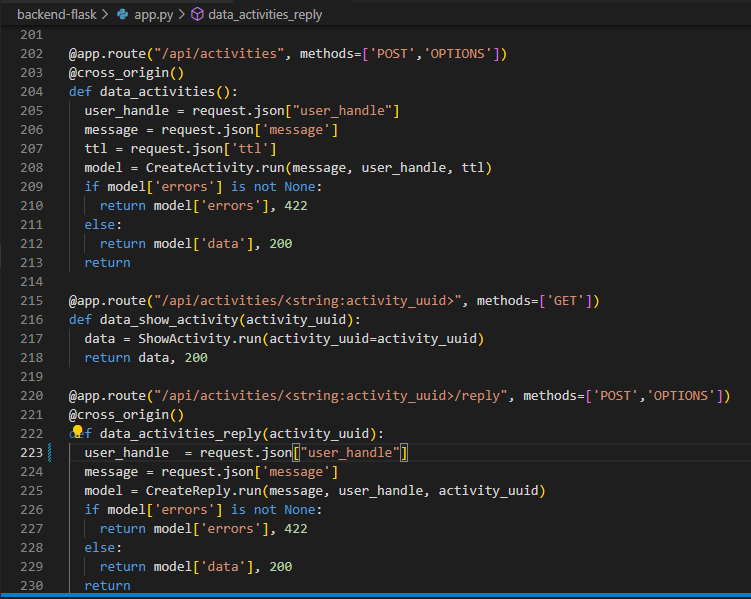 backend-flask > app.py > data_activities_reply
201
202 @app.route("/api/activities", methods=['POST','OPTIONS'])
203 @cross_origin()
204 def data_activities():
205   user_handle = request.json["user_handle"]
206   message = request.json['message']
207   ttl = request.json['ttl']
208   model = CreateActivity.run(message, user_handle, ttl)
209   if model['errors'] is not None:
210     return model['errors'], 422
211   else:
212     return model['data'], 200
213   return
214
215 @app.route("/api/activities/<string:activity_uuid>", methods=['GET'])
216 def data_show_activity(activity_uuid):
217   data = ShowActivity.run(activity_uuid=activity_uuid)
218   return data, 200
219
220 @app.route("/api/activities/<string:activity_uuid>/reply", methods=['POST','OPTIONS'])
221 @cross_origin()
222 def data_activities_reply(activity_uuid):
223   user_handle  = request.json["user_handle"]
224   message = request.json['message']
225   model = CreateReply.run(message, user_handle, activity_uuid)
226   if model['errors'] is not None:
227     return model['errors'], 422
228   else:
229     return model['data'], 200
230   return